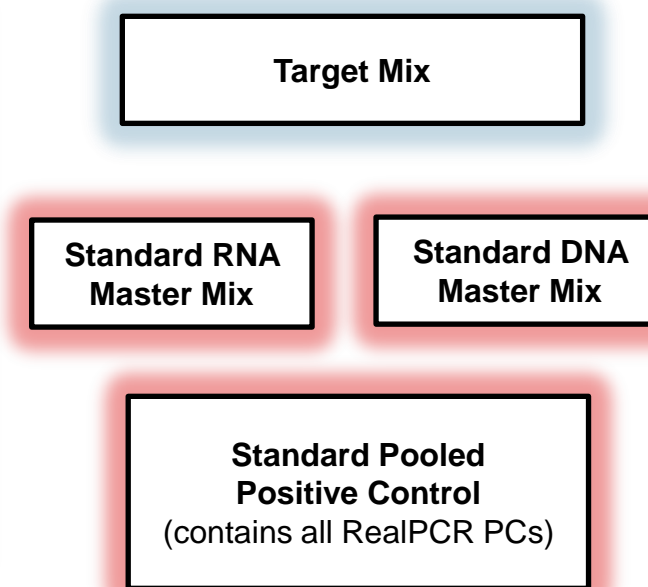 Target Mix
Standard RNA
Master Mix
Standard DNA
Master Mix
Standard Pooled
Positive Control
(contains all RealPCR PCs)